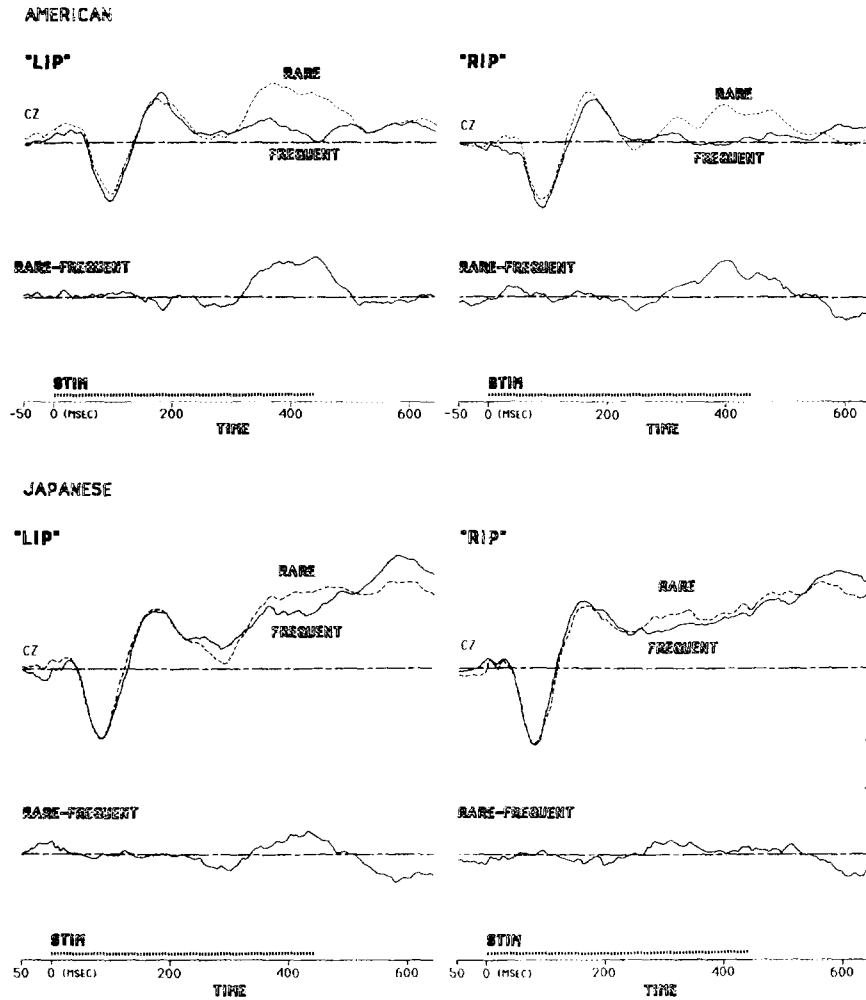 AMERICAN
"LIP"
RARE
CZ
FREQUENT
RARE-FREQUENT
STIM
-50 0 (MSEC) 200 400 600
TIME
"RIP"
RARE
CZ
FREQUENT
RARE-FREQUENT
STIM
-50 0 (MSEC) 200 400 600
TIME
JAPANESE
"LIP"
RARE
FREQUENT
CZ
RARE-FREQUENT
STIM
50 0 (MSEC) 200 400 600
TIME
"RIP"
RARE
CZ
FREQUENT
RARE-FREQUENT
STIM
50 0 (MSEC) 200 400 600
TIME